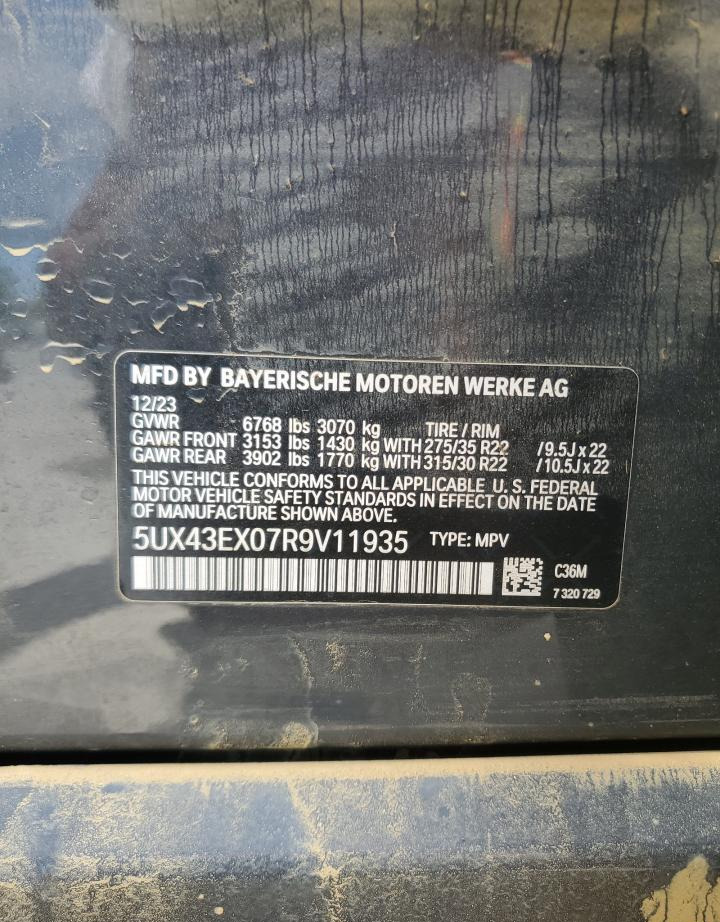 MFD BY BAYERISCHE MOTOREN WERKE AG
12/23
GVWR 6768 lbs 3070 kg TIRE / RIM
GAWR FRONT 3153 lbs 1430 kg WITH 275/35 R22 / 9.5J x 22
GAWR REAR 3902 lbs 1770 kg WITH 315/30 R22 / 10.5J x 22
THIS VEHICLE CONFORMS TO ALL APPLICABLE U. S. FEDERAL
MOTOR VEHICLE SAFETY STANDARDS IN EFFECT ON THE DATE
OF MANUFACTURE SHOWN ABOVE.
5UX43EX07R9V11935 TYPE: MPV
C36M
7 320 729